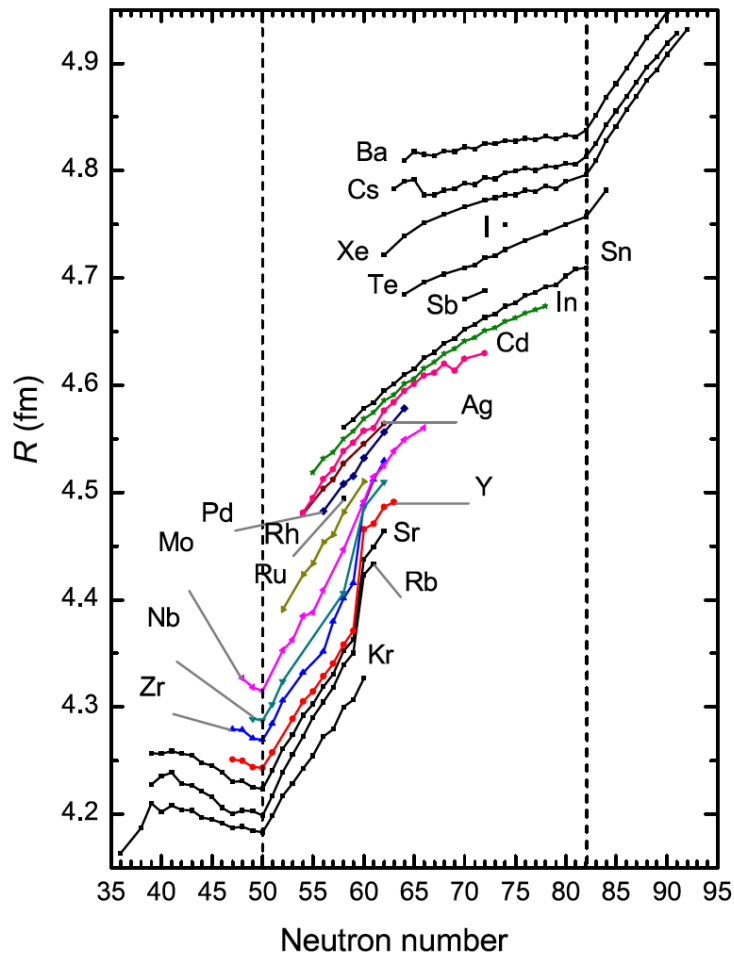 4.9
4.8
4.7
4.6
4.5
4.4
4.3
4.2
R (fm)
Ba
Cs
Xe
I
Te
Sb
Sn
In
Cd
Ag
Pd
Rh
Ru
Y
Mo
Sr
Rb
Nb
Zr
Kr
35 40 45 50 55 60 65 70 75 80 85 90 95
Neutron number